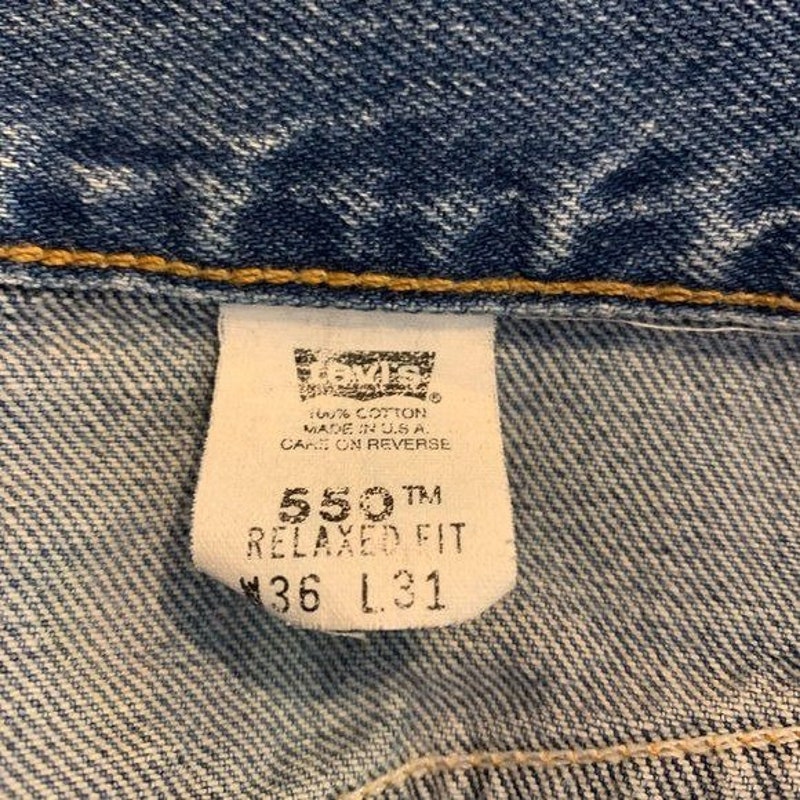 Levi's®
100% COTTON
MADE IN U.S.A.
CARE ON REVERSE
550™
RELAXED FIT
W36 L31